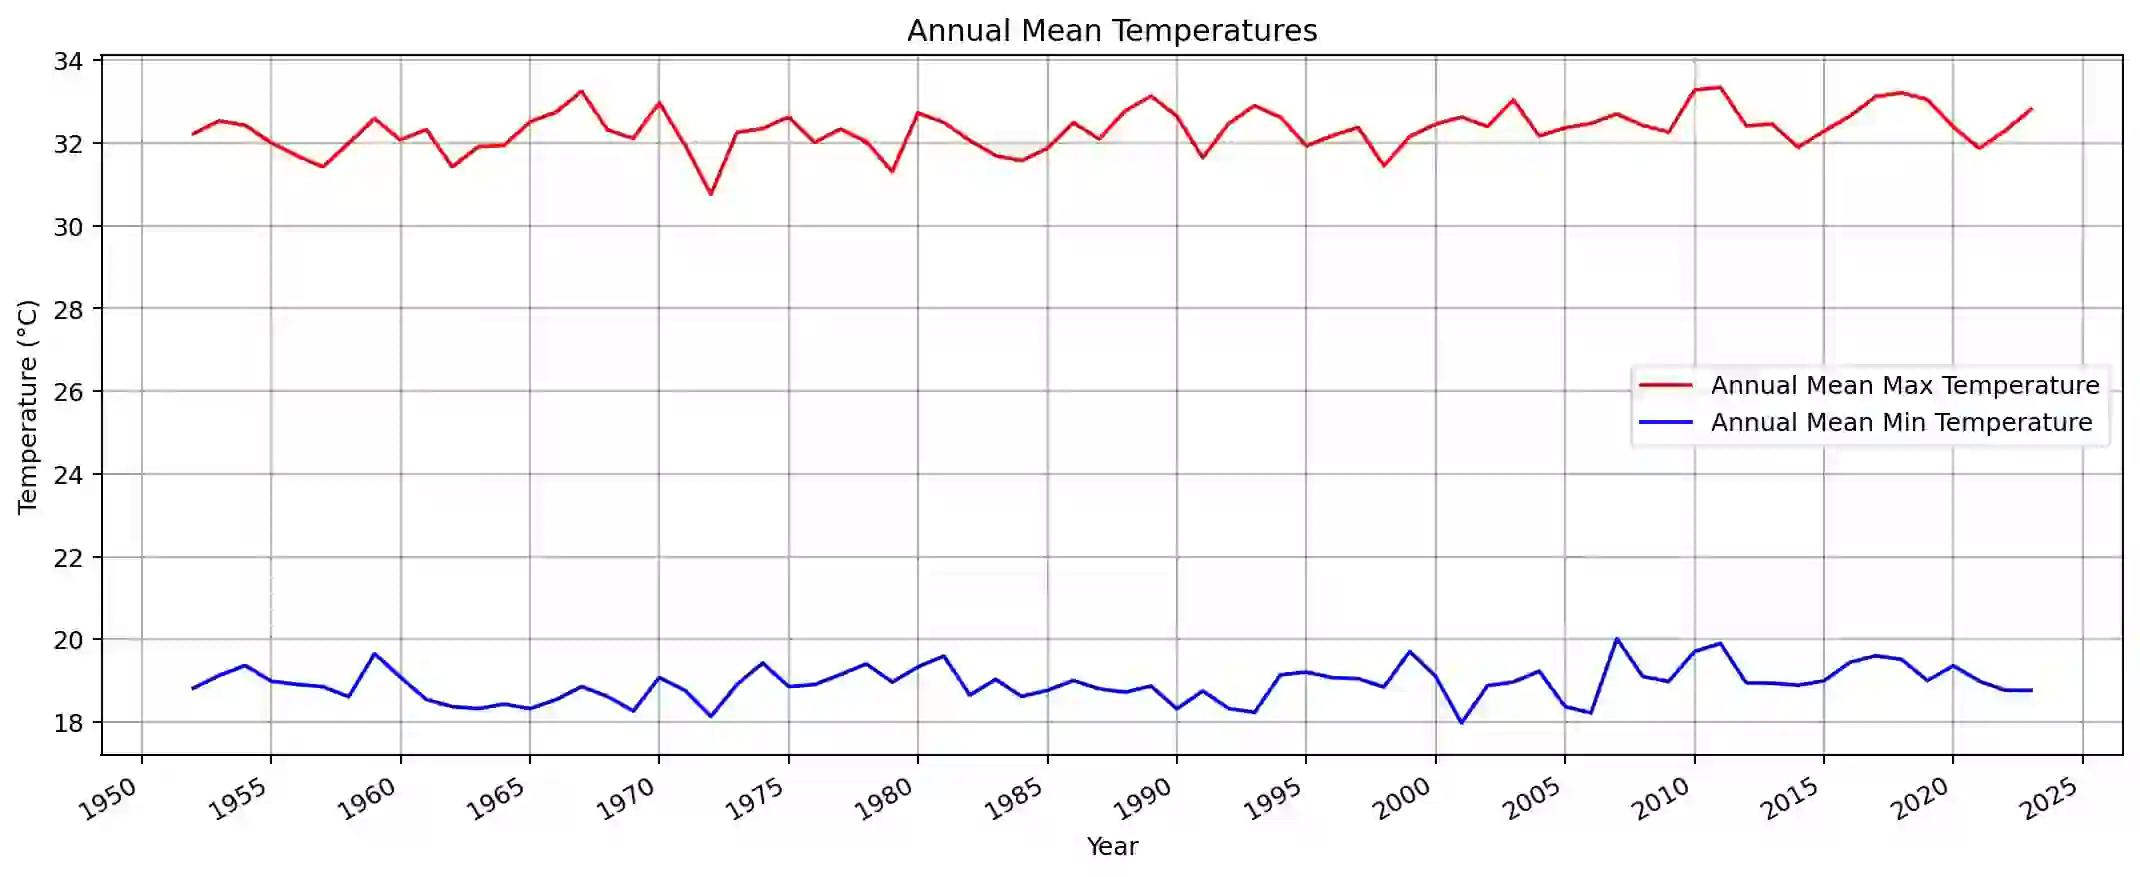 Annual Mean Temperatures
34
32
30
28
26
24
22
20
18
Temperature (°C)
Annual Mean Max Temperature
Annual Mean Min Temperature
1950 1955 1960 1965 1970 1975 1980 1985 1990 1995 2000 2005 2010 2015 2020 2025
Year